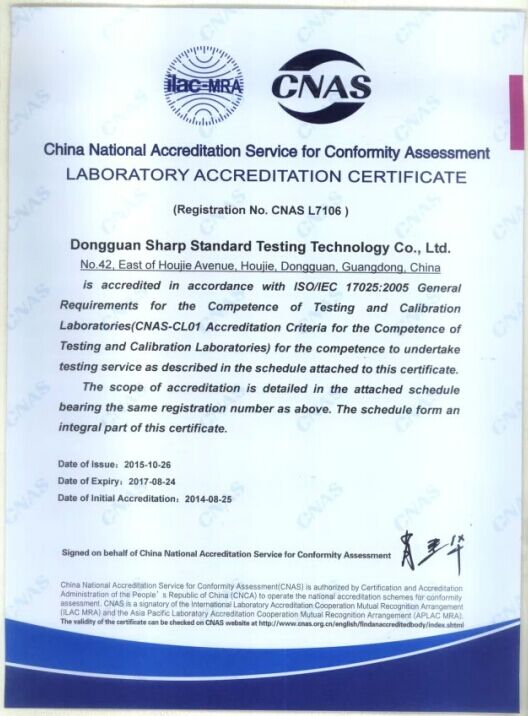 ilac-MRA
CNAS
China National Accreditation Service for Conformity Assessment
LABORATORY ACCREDITATION CERTIFICATE
(Registration No. CNAS L7106 )
Dongguan Sharp Standard Testing Technology Co., Ltd.
No.42, East of Houjie Avenue, Houjie, Dongguan, Guangdong, China
is accredited in accordance with ISO/IEC 17025:2005 General
Requirements for the Competence of Testing and Calibration
Laboratories(CNAS-CL01 Accreditation Criteria for the Competence of
Testing and Calibration Laboratories) for the competence to undertake
testing service as described in the schedule attached to this certificate.
The scope of accreditation is detailed in the attached schedule
bearing the same registration number as above. The schedule form an
integral part of this certificate.
Date of Issue: 2015-10-26
Date of Expiry: 2017-08-24
Date of Initial Accreditation: 2014-08-25
Signed on behalf of China National Accreditation Service for Conformity Assessment
China National Accreditation Service for Conformity Assessment(CNAS) is authorized by Certification and Accreditation
Administration of the People's Republic of China (CNCA) to operate the national accreditation schemes for conformity
assessment. CNAS is a signatory of the International Laboratory Accreditation Cooperation Mutual Recognition Arrangement
(ILAC MRA) and the Asia Pacific Laboratory Accreditation Cooperation Mutual Recognition Arrangement (APLAC MRA).
The validity of the certificate can be checked on CNAS website at http://www.cnas.org.cn/english/findanaccreditedbody/index.shtml